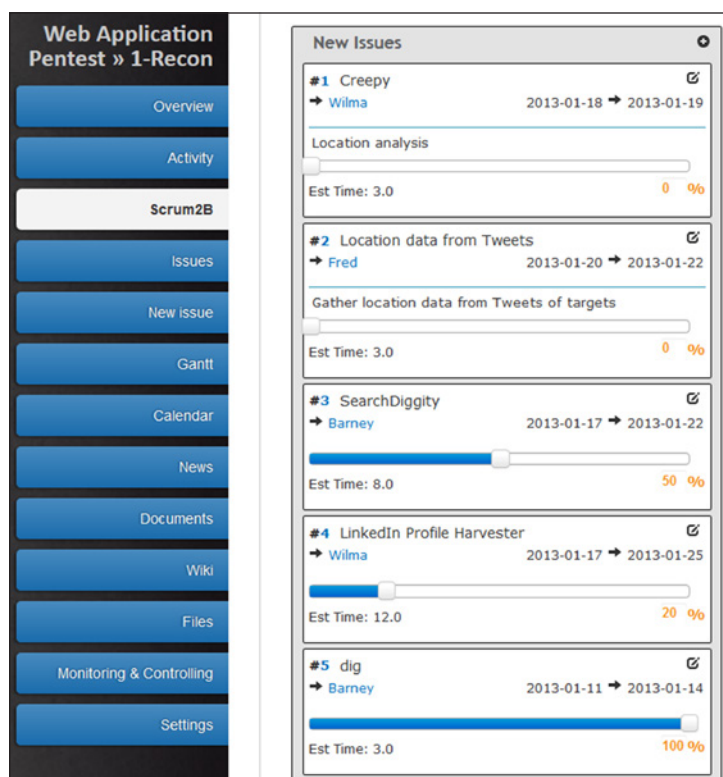 Web Application
Pentest » 1-Recon
Overview
Activity
Scrum2B
Issues
New issue
Gantt
Calendar
News
Documents
Wiki
Files
Monitoring & Controlling
Settings
New Issues
#1 Creepy
Wilma 2013-01-18 ➔ 2013-01-19
Location analysis
Est Time: 3.0 0 %
#2 Location data from Tweets
Fred 2013-01-20 ➔ 2013-01-22
Gather location data from Tweets of targets
Est Time: 3.0 0 %
#3 SearchDiggity
Barney 2013-01-17 ➔ 2013-01-22
Est Time: 8.0 50 %
#4 LinkedIn Profile Harvester
Wilma 2013-01-17 ➔ 2013-01-25
Est Time: 12.0 20 %
#5 dig
Barney 2013-01-11 ➔ 2013-01-14
Est Time: 3.0 100 %